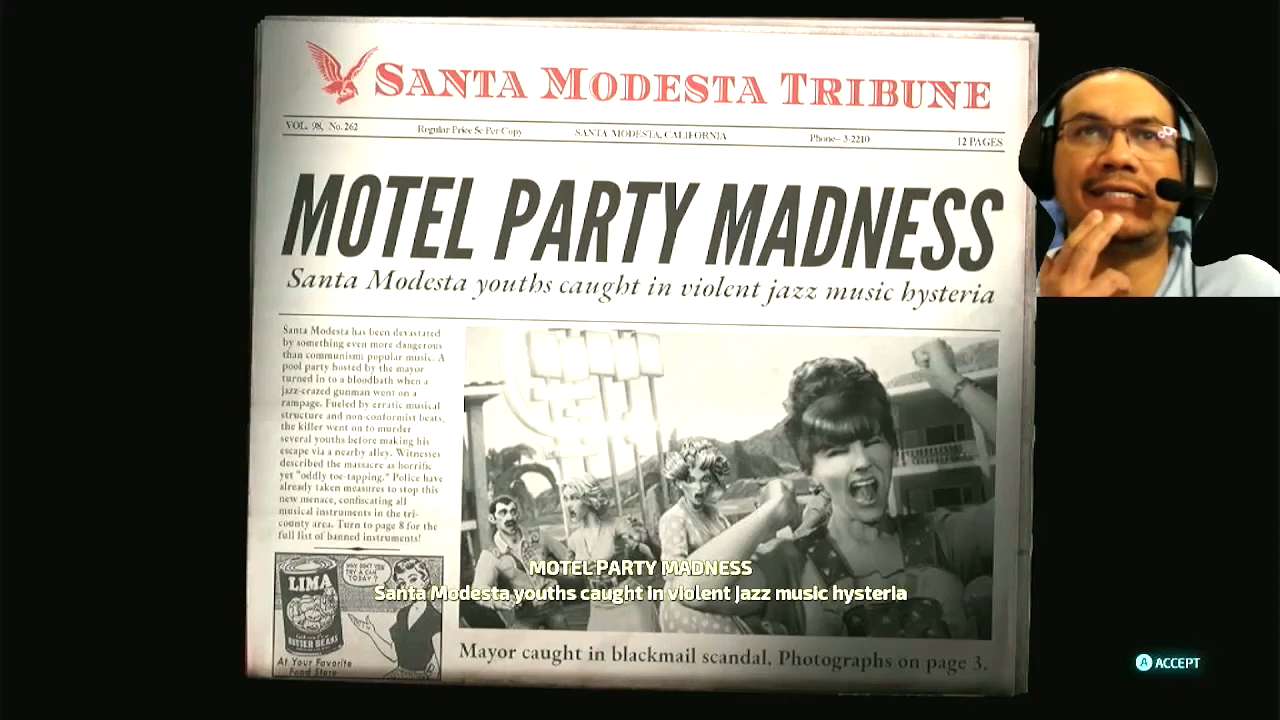 SANTA MODESTA TRIBUNE
VOL. 98, No. 262
Regular Price 5c Per Copy
SANTA MODESTA, CALIFORNIA
Phone- 3-2210
12 PAGES
MOTEL PARTY MADNESS
Santa Modesta youths caught in violent jazz music hysteria
Santa Modesta has been devastated
by something even more dangerous
than communism: popular music. A
pool party hosted by the mayor
turned in to a bloodbath when a
jazz-crazed gunman went on a
rampage. Fueled by erratic musical
structure and non-conformist beats,
the killer went on to murder
several youths before making his
escape via a nearby alley. Witnesses
described the massacre as horrific
yet "oddly toe-tapping." Police have
already taken measures to stop this
new menace, confiscating all
musical instruments in the tri-
county area. Turn to page 8 for the
full list of banned instruments!
LIMA
BUTTER BEANS
WHY DON'T YOU
TRY A CAN
TODAY?
At Your Favorite
Food Store
MOTEL PARTY MADNESS
Santa Modesta youths caught in violent jazz music hysteria
Mayor caught in blackmail scandal. Photographs on page 3.
A ACCEPT